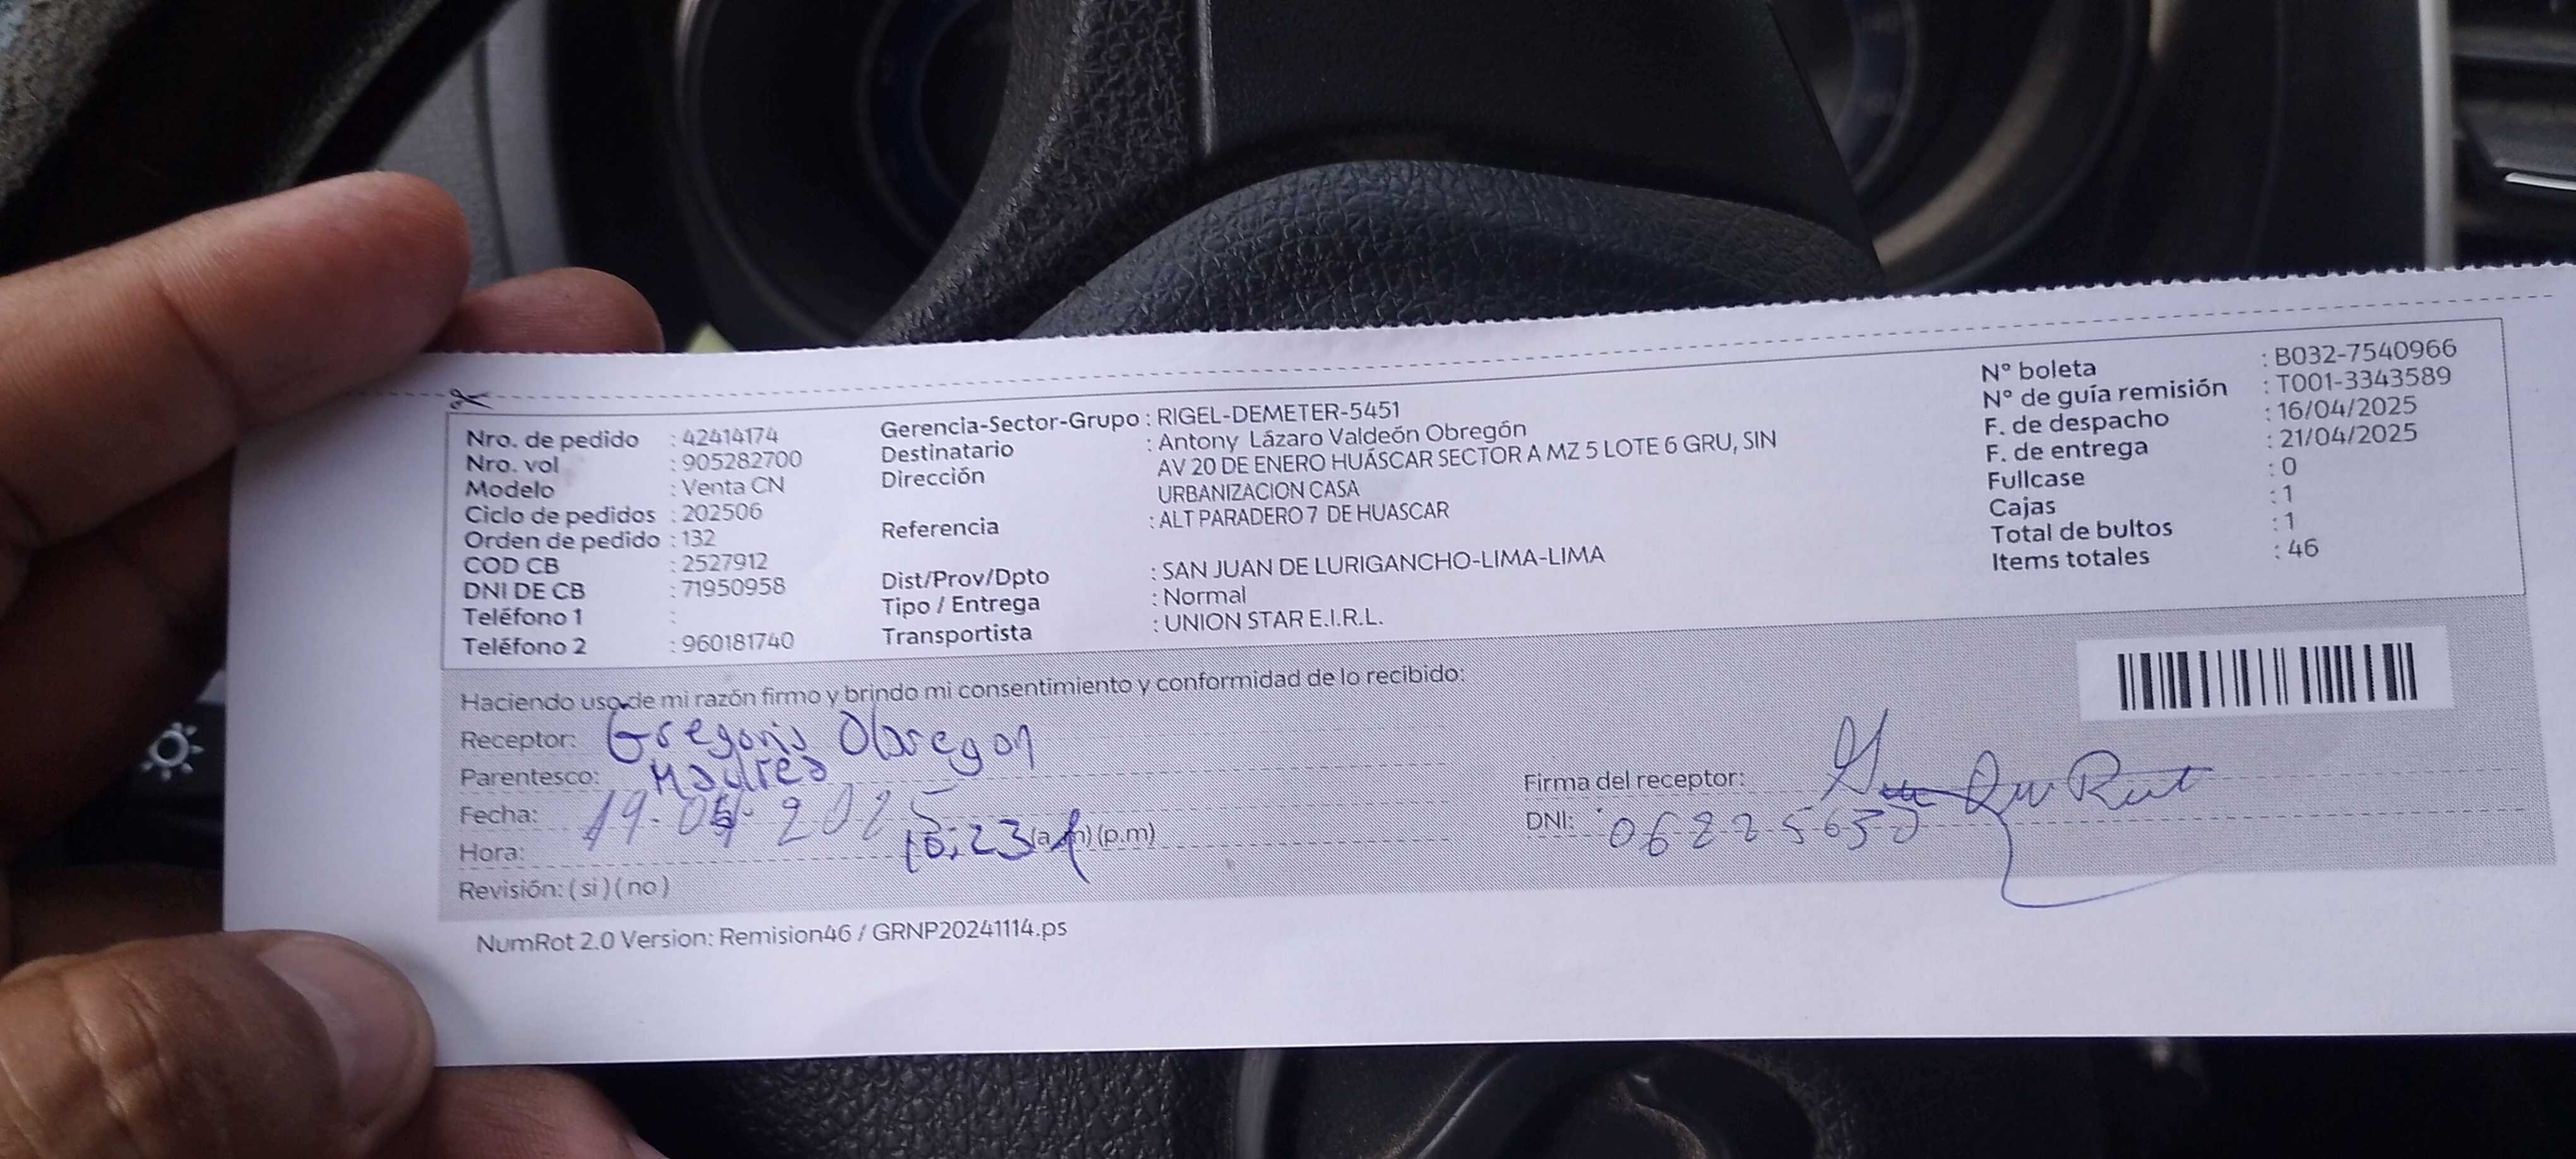 Nro. de pedido : 42414174
Nro. vol : 905282700
Modelo : Venta CN
Ciclo de pedidos : 202506
Orden de pedido : 132
COD CB : 2527912
DNI DE CB : 71950958
Teléfono 1 :
Teléfono 2 : 960181740
Gerencia-Sector-Grupo : RIGEL-DEMETER-5451
Destinatario : Antony Lázaro Valdeón Obregón
Dirección AV 20 DE ENERO HUÁSCAR SECTOR A MZ 5 LOTE 6 GRU, SIN
URBANIZACION CASA
Referencia : ALT PARADERO 7 DE HUASCAR
Dist/Prov/Dpto : SAN JUAN DE LURIGANCHO-LIMA-LIMA
Tipo / Entrega : Normal
Transportista : UNION STAR E.I.R.L.
N° boleta : B032-7540966
N° de guía remisión : T001-3343589
F. de despacho : 16/04/2025
F. de entrega : 21/04/2025
Fullcase : 0
Cajas : 1
Total de bultos : 1
Items totales : 46
Haciendo uso de mi razón firmo y brindo mi consentimiento y conformidad de lo recibido:
Receptor: Gregoria Obregon
Parentesco:
Fecha: 19-04-2025
Hora: 10:23 (a.m) (p.m)
Revisión: ( si ) ( no )
Firma del receptor:
DNI:
NumRot 2.0 Version: Remision46 / GRNP20241114.ps